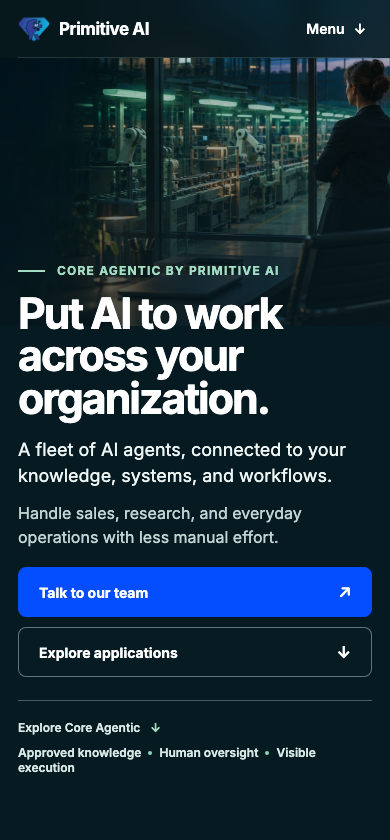 Primitive AI
Menu ↓
CORE AGENTIC BY PRIMITIVE AI
Put AI to work
across your
organization.
A fleet of AI agents, connected to your
knowledge, systems, and workflows.
Handle sales, research, and everyday
operations with less manual effort.
Talk to our team ↗
Explore applications ↓
Explore Core Agentic ↓
Approved knowledge • Human oversight • Visible
execution